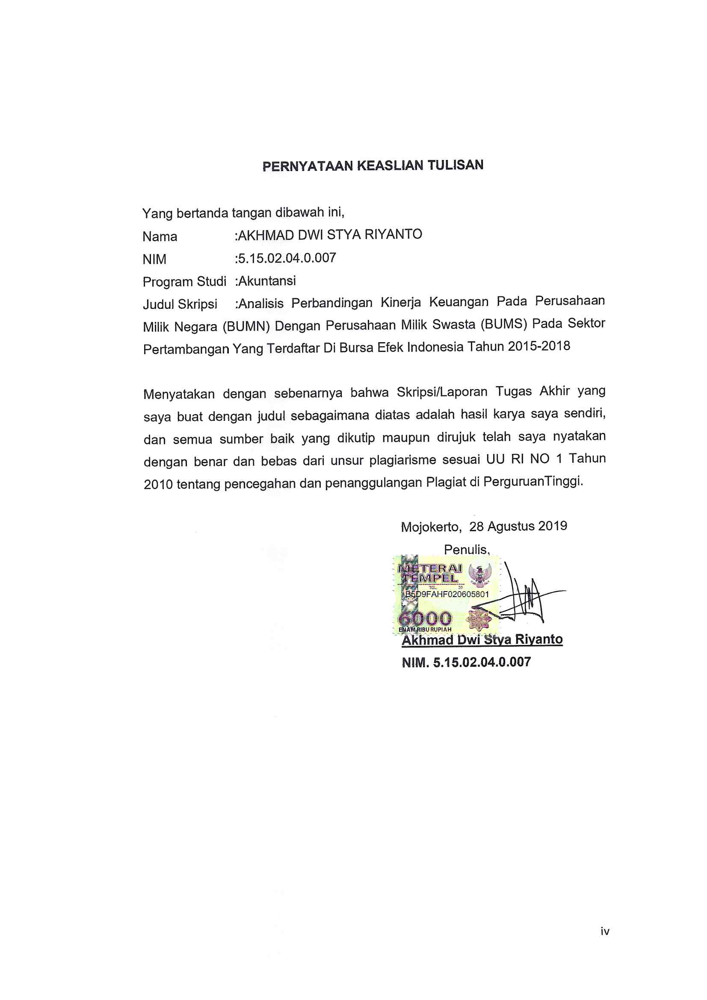 PERNYATAAN KEASLIAN TULISAN
Yang bertanda tangan dibawah ini,
Nama :AKHMAD DWI STYA RIYANTO
NIM :5.15.02.04.0.007
Program Studi :Akuntansi
Judul Skripsi :Analisis Perbandingan Kinerja Keuangan Pada Perusahaan
Milik Negara (BUMN) Dengan Perusahaan Milik Swasta (BUMS) Pada Sektor
Pertambangan Yang Terdaftar Di Bursa Efek Indonesia Tahun 2015-2018
Menyatakan dengan sebenarnya bahwa Skripsi/Laporan Tugas Akhir yang
saya buat dengan judul sebagaimana diatas adalah hasil karya saya sendiri,
dan semua sumber baik yang dikutip maupun dirujuk telah saya nyatakan
dengan benar dan bebas dari unsur plagiarisme sesuai UU RI NO 1 Tahun
2010 tentang pencegahan dan penanggulangan Plagiat di PerguruanTinggi.
Mojokerto, 28 Agustus 2019
Penulis,
METERAI
TEMPEL
TGL 20
B5D9FAHF020605801
6000
ENAM RIBU RUPIAH
Akhmad Dwi Stya Riyanto
NIM. 5.15.02.04.0.007
iv